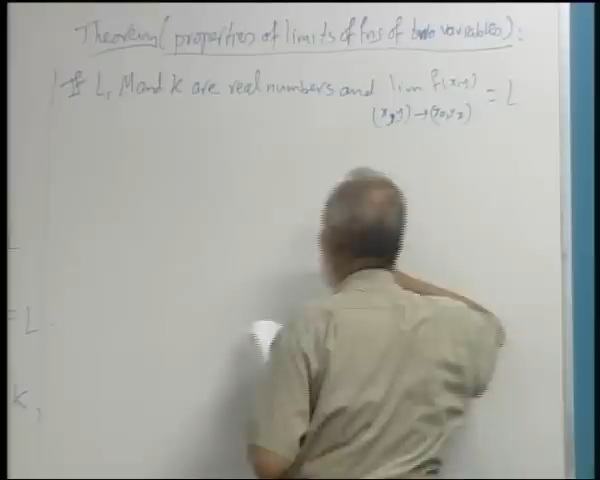 Theorem (properties of limits of fns of two variables):
If L, M and K are real numbers and lim f(x,y) = L
(x,y) → (x₀,y₀)
= L
K,